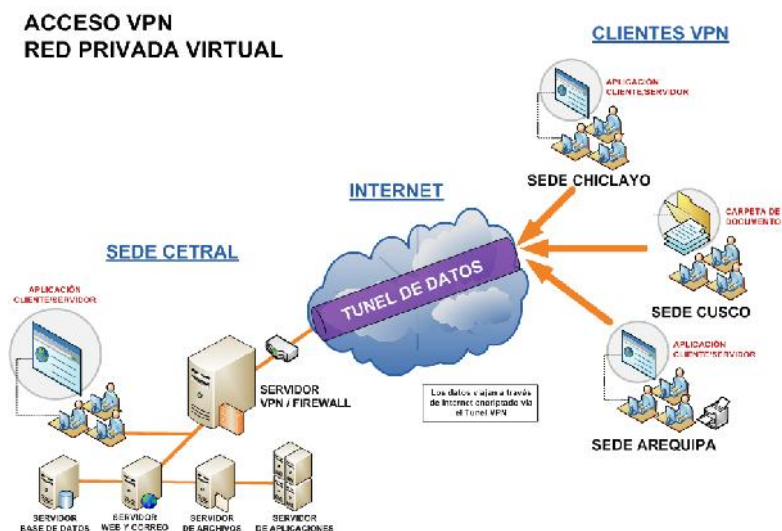 ACCESO VPN
RED PRIVADA VIRTUAL
CLIENTES VPN
APLICACIÓN
CLIENTE/SERVIDOR
SEDE CHICLAYO
INTERNET
CARPETA DE
DOCUMENTO
SEDE CUSCO
SEDE CETRAL
TUNEL DE DATOS
APLICACIÓN
CLIENTE/SERVIDOR
SERVIDOR
VPN / FIREWALL
Los datos viajan a través
de Internet encriptado vía
el Tunel VPN
APLICACIÓN
CLIENTE/SERVIDOR
SEDE AREQUIPA
SERVIDOR
BASE DE DATOS
SERVIDOR
WEB Y CORREO
SERVIDOR
DE ARCHIVOS
SERVIDOR
DE APLICACIONES